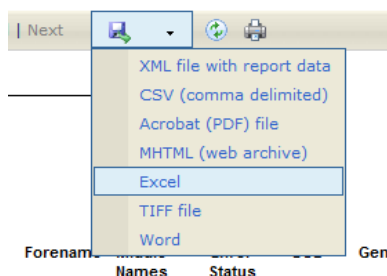 | Next
XML file with report data
CSV (comma delimited)
Acrobat (PDF) file
MHTML (web archive)
Excel
TIFF file
Word
Forename
Names
Status
Gen